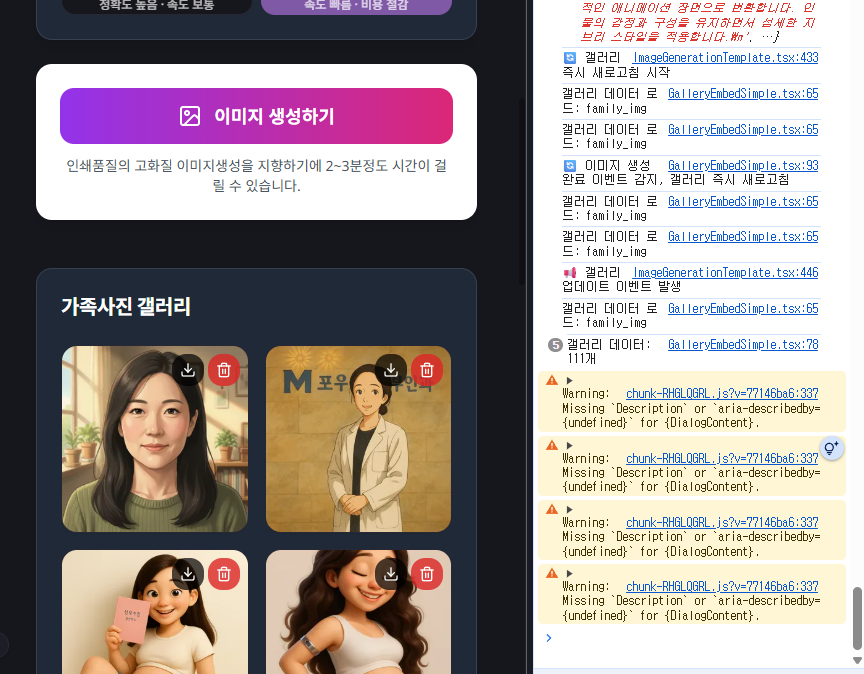 정확도 높음 · 속도 보통
속도 빠름 · 비용 절감
이미지 생성하기
인쇄품질의 고화질 이미지생성을 지향하기에 2~3분정도 시간이 걸
릴 수 있습니다.
가족사진 갤러리
M 포우
적인 애니메이션 장면으로 변환합니다. 인
물의 감정과 구성을 유지하면서 섬세한 지
브리 스타일을 적용합니다.₩n', …}
갤러리 ImageGenerationTemplate.tsx:433
즉시 새로고침 시작
갤러리 데이터 로 GalleryEmbedSimple.tsx:65
드: family_img
갤러리 데이터 로 GalleryEmbedSimple.tsx:65
드: family_img
이미지 생성 GalleryEmbedSimple.tsx:93
완료 이벤트 감지, 갤러리 즉시 새로고침
갤러리 데이터 로 GalleryEmbedSimple.tsx:65
드: family_img
갤러리 데이터 로 GalleryEmbedSimple.tsx:65
드: family_img
갤러리 ImageGenerationTemplate.tsx:446
업데이트 이벤트 발생
갤러리 데이터 로 GalleryEmbedSimple.tsx:65
드: family_img
5 갤러리 데이터: GalleryEmbedSimple.tsx:78
111개
Warning: chunk-RHGLQGRL.js?v=77146ba6:337
Missing `Description` or `aria-describedby=
{undefined}` for {DialogContent}.
Warning: chunk-RHGLQGRL.js?v=77146ba6:337
Missing `Description` or `aria-describedby=
{undefined}` for {DialogContent}.
Warning: chunk-RHGLQGRL.js?v=77146ba6:337
Missing `Description` or `aria-describedby=
{undefined}` for {DialogContent}.
Warning: chunk-RHGLQGRL.js?v=77146ba6:337
Missing `Description` or `aria-describedby=
{undefined}` for {DialogContent}.